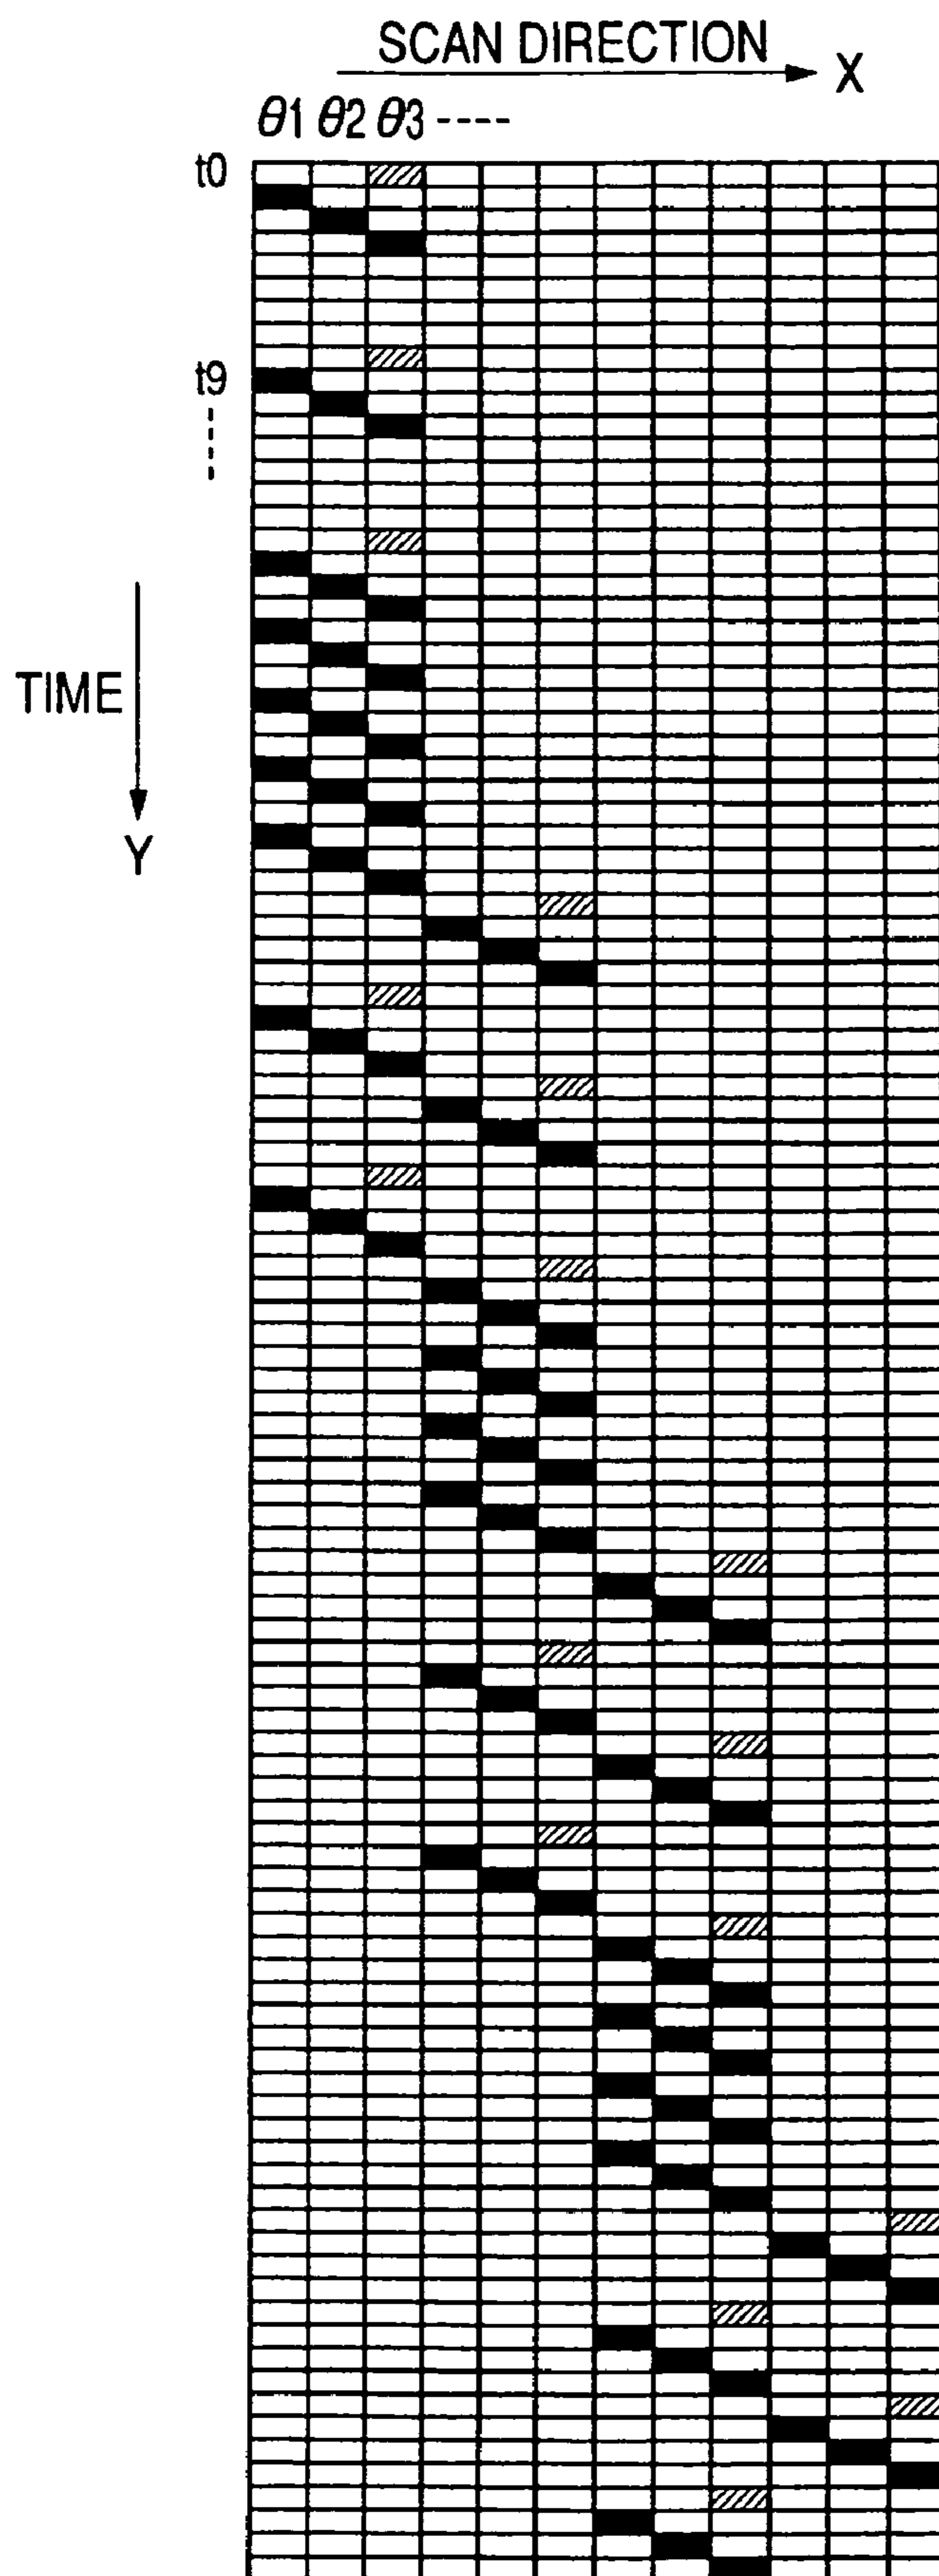 SCAN DIRECTION
X
θ1 θ2 θ3 ----
t0
t9
TIME
Y